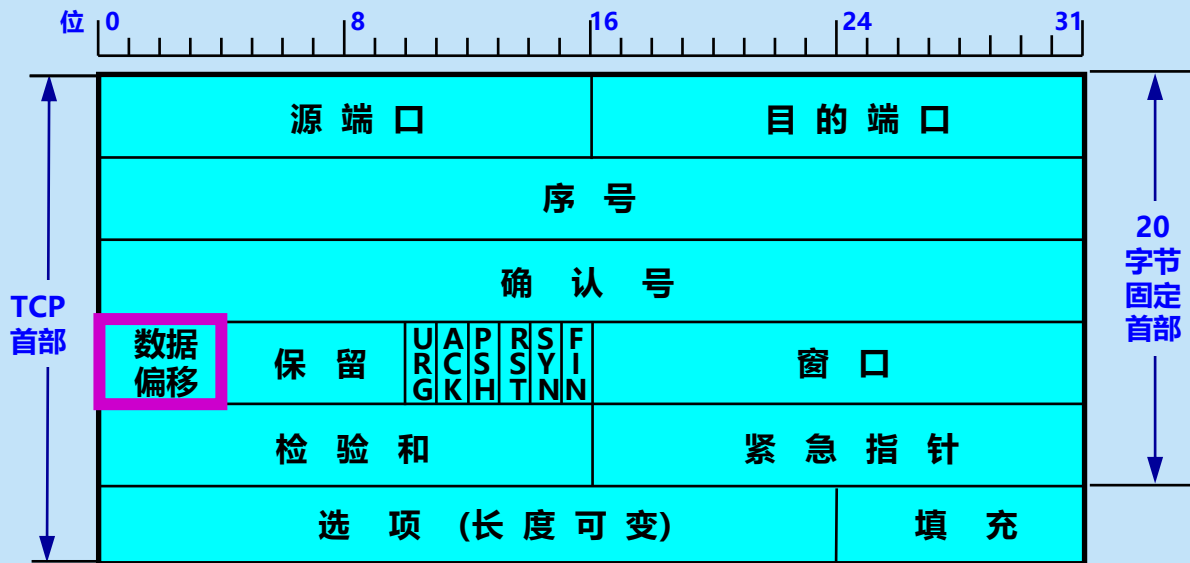 位 0 8 16 24 31
源 端 口 目 的 端 口
序 号
确 认 号
数据
偏移
保 留
URG ACK PSH RST SYN FIN
窗 口
检 验 和 紧 急 指 针
选 项 (长 度 可 变) 填 充
TCP
首部
20
字节
固定
首部